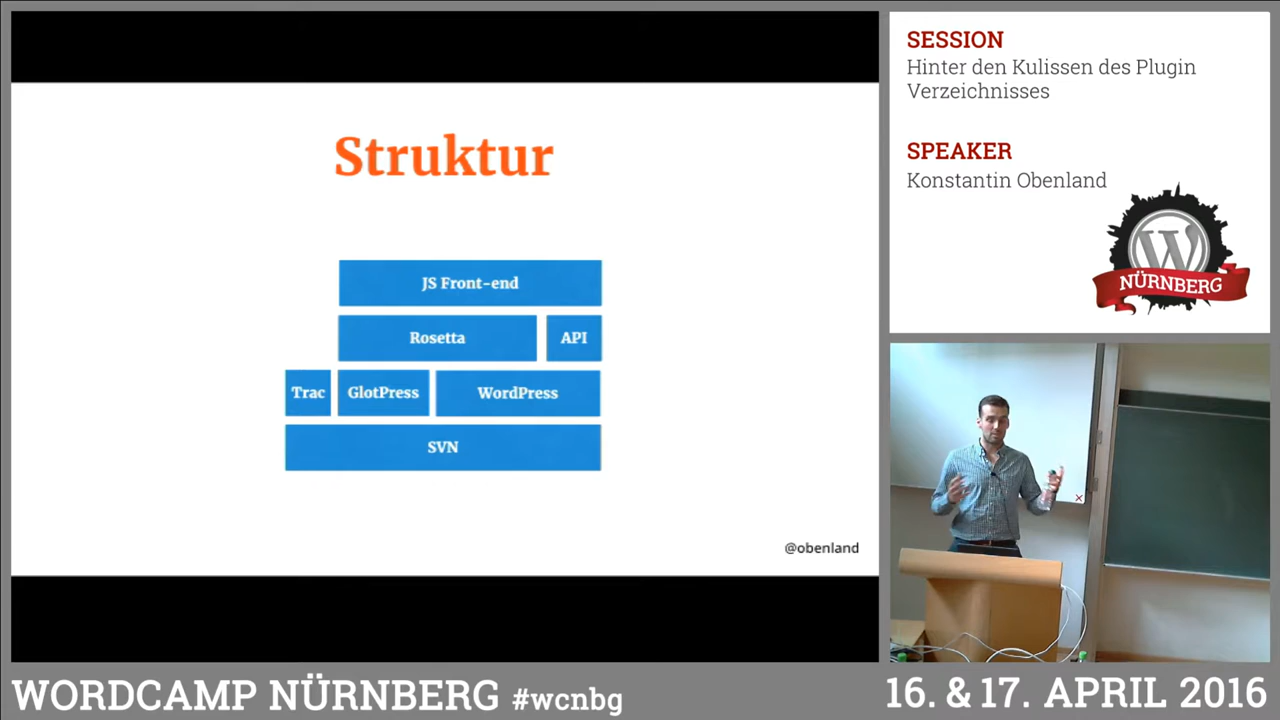 Struktur
JS Front-end
Rosetta API
Trac GlotPress WordPress
SVN
@obenland
SESSION
Hinter den Kulissen des Plugin
Verzeichnisses
SPEAKER
Konstantin Obenland
W
NÜRNBERG
WORDCAMP NÜRNBERG #wcnbg
16. & 17. APRIL 2016